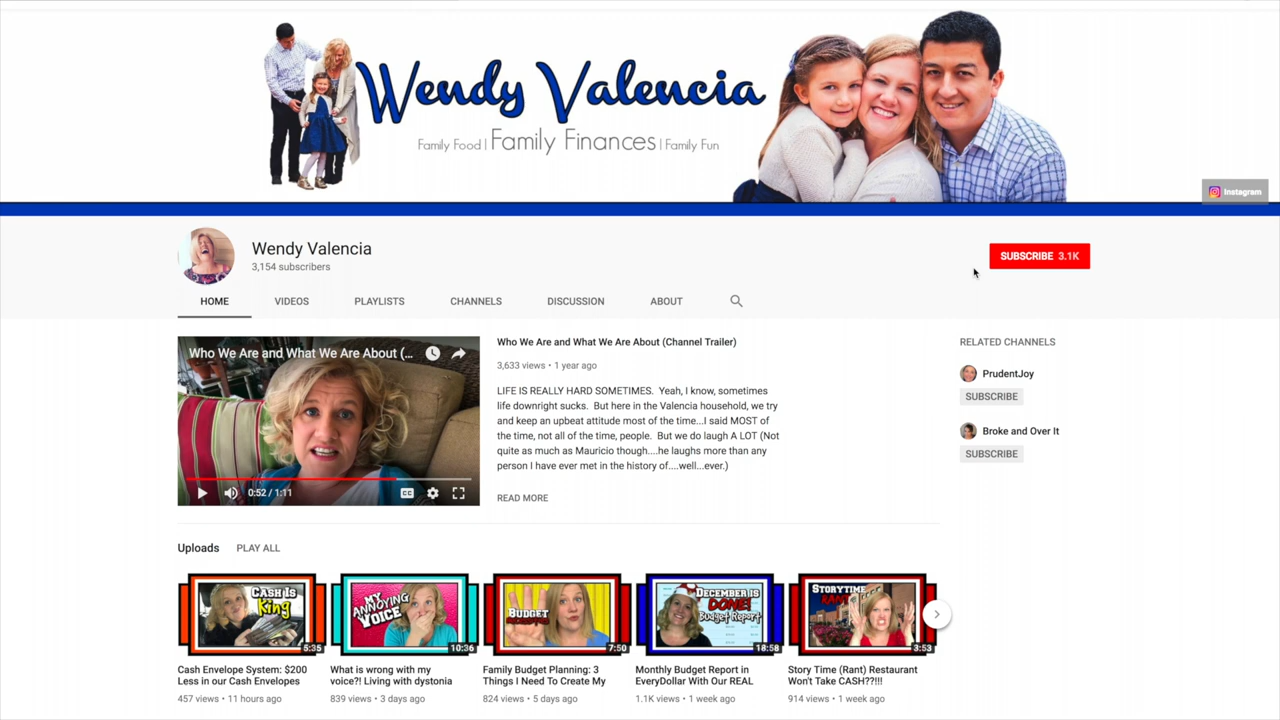 Wendy Valencia
Family Food | Family Finances | Family Fun
Instagram
Wendy Valencia
3,154 subscribers
SUBSCRIBE 3.1K
HOME VIDEOS PLAYLISTS CHANNELS DISCUSSION ABOUT
Who We Are and What We Are About (...
0:52 / 1:11
CC
Who We Are and What We Are About (Channel Trailer)
3,633 views • 1 year ago
LIFE IS REALLY HARD SOMETIMES. Yeah, I know, sometimes
life downright sucks. But here in the Valencia household, we try
and keep an upbeat attitude most of the time...I said MOST of
the time, not all of the time, people. But we do laugh A LOT (Not
quite as much as Mauricio though....he laughs more than any
person I have ever met in the history of....well...ever.)
READ MORE
RELATED CHANNELS
PrudentJoy
SUBSCRIBE
Broke and Over It
SUBSCRIBE
Uploads PLAY ALL
CASH IS
King
5:35
Cash Envelope System: $200
Less in our Cash Envelopes
457 views • 11 hours ago
MY
ANNOYING
VOICE
10:36
What is wrong with my
voice?! Living with dystonia
839 views • 3 days ago
BUDGET
7:50
Family Budget Planning: 3
Things I Need To Create My
824 views • 5 days ago
DECEMBER IS
DONE!
Budget Report
18:58
Monthly Budget Report in
EveryDollar With Our REAL
1.1K views • 1 week ago
STORYTIME
RANT
3:53
Story Time (Rant) Restaurant
Won't Take CASH??!!!
914 views • 1 week ago